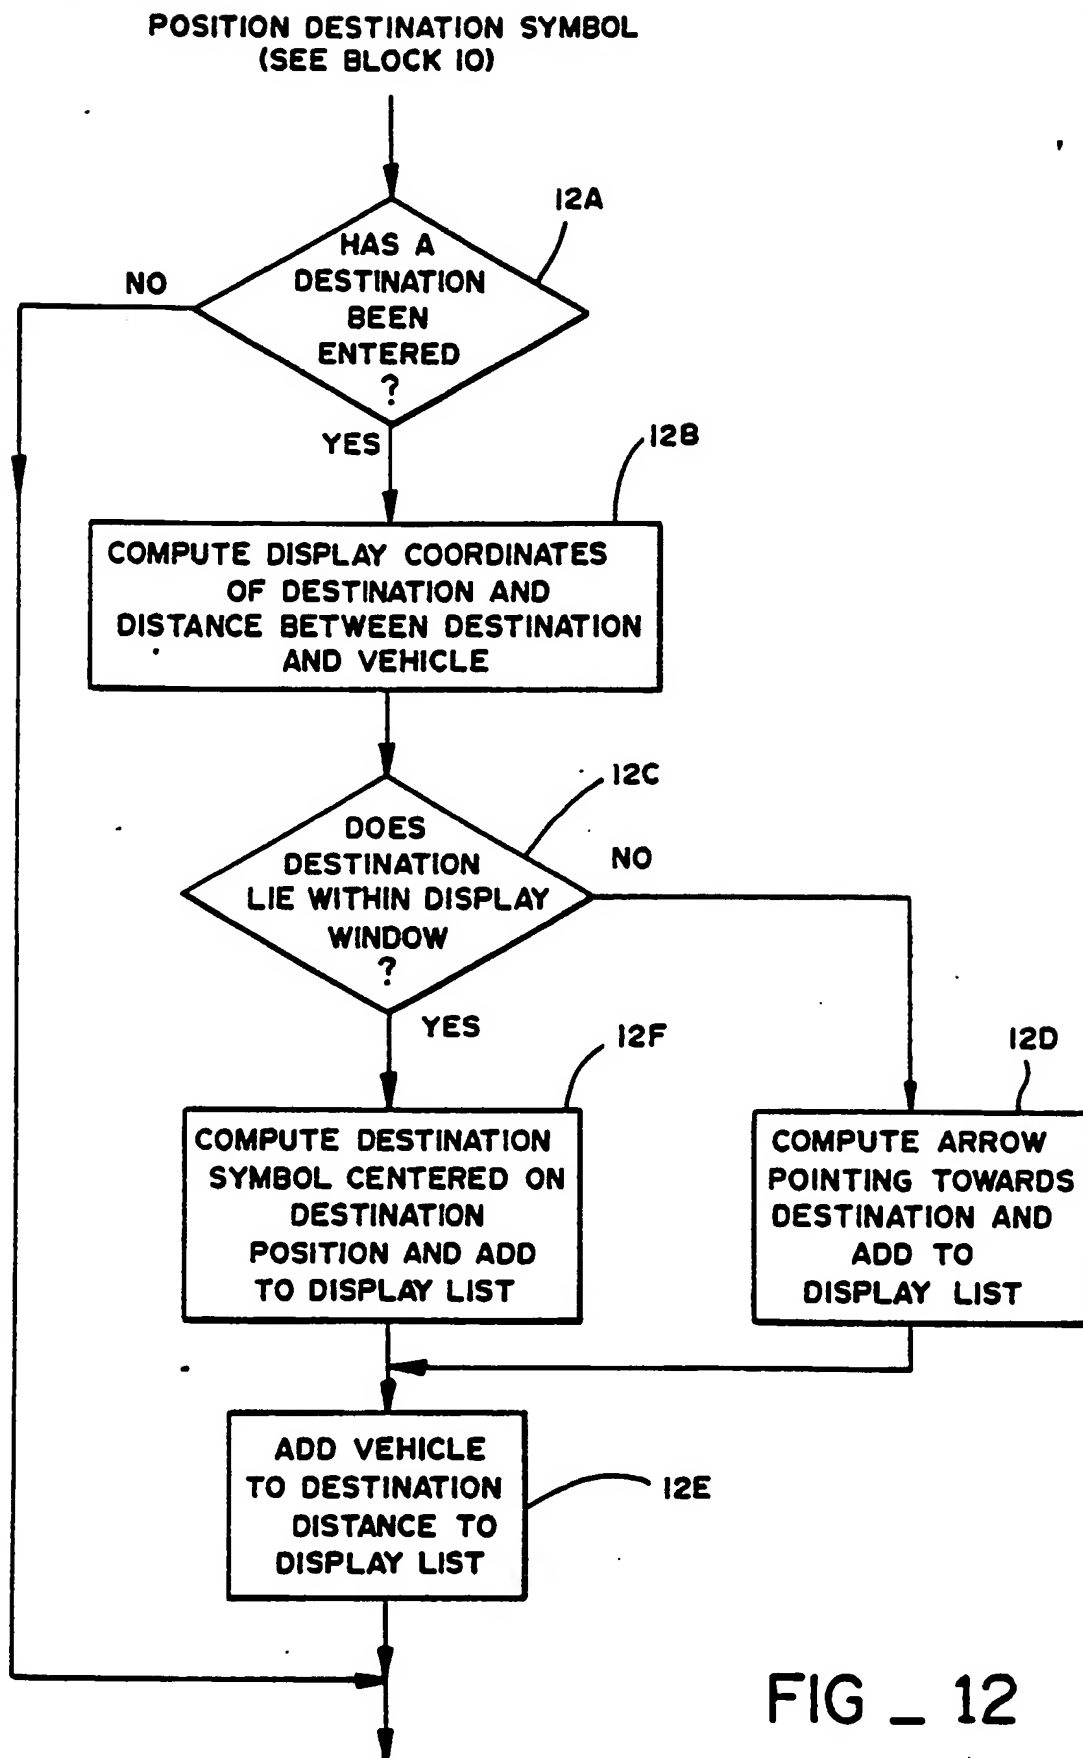 POSITION DESTINATION SYMBOL
(SEE BLOCK 10)
12A
HAS A
DESTINATION
BEEN
ENTERED
?
NO
YES
12B
COMPUTE DISPLAY COORDINATES
OF DESTINATION AND
DISTANCE BETWEEN DESTINATION
AND VEHICLE
12C
DOES
DESTINATION
LIE WITHIN DISPLAY
WINDOW
?
NO
YES
12F
COMPUTE DESTINATION
SYMBOL CENTERED ON
DESTINATION
POSITION AND ADD
TO DISPLAY LIST
12D
COMPUTE ARROW
POINTING TOWARDS
DESTINATION AND
ADD TO
DISPLAY LIST
ADD VEHICLE
TO DESTINATION
DISTANCE TO
DISPLAY LIST
12E
FIG _ 12